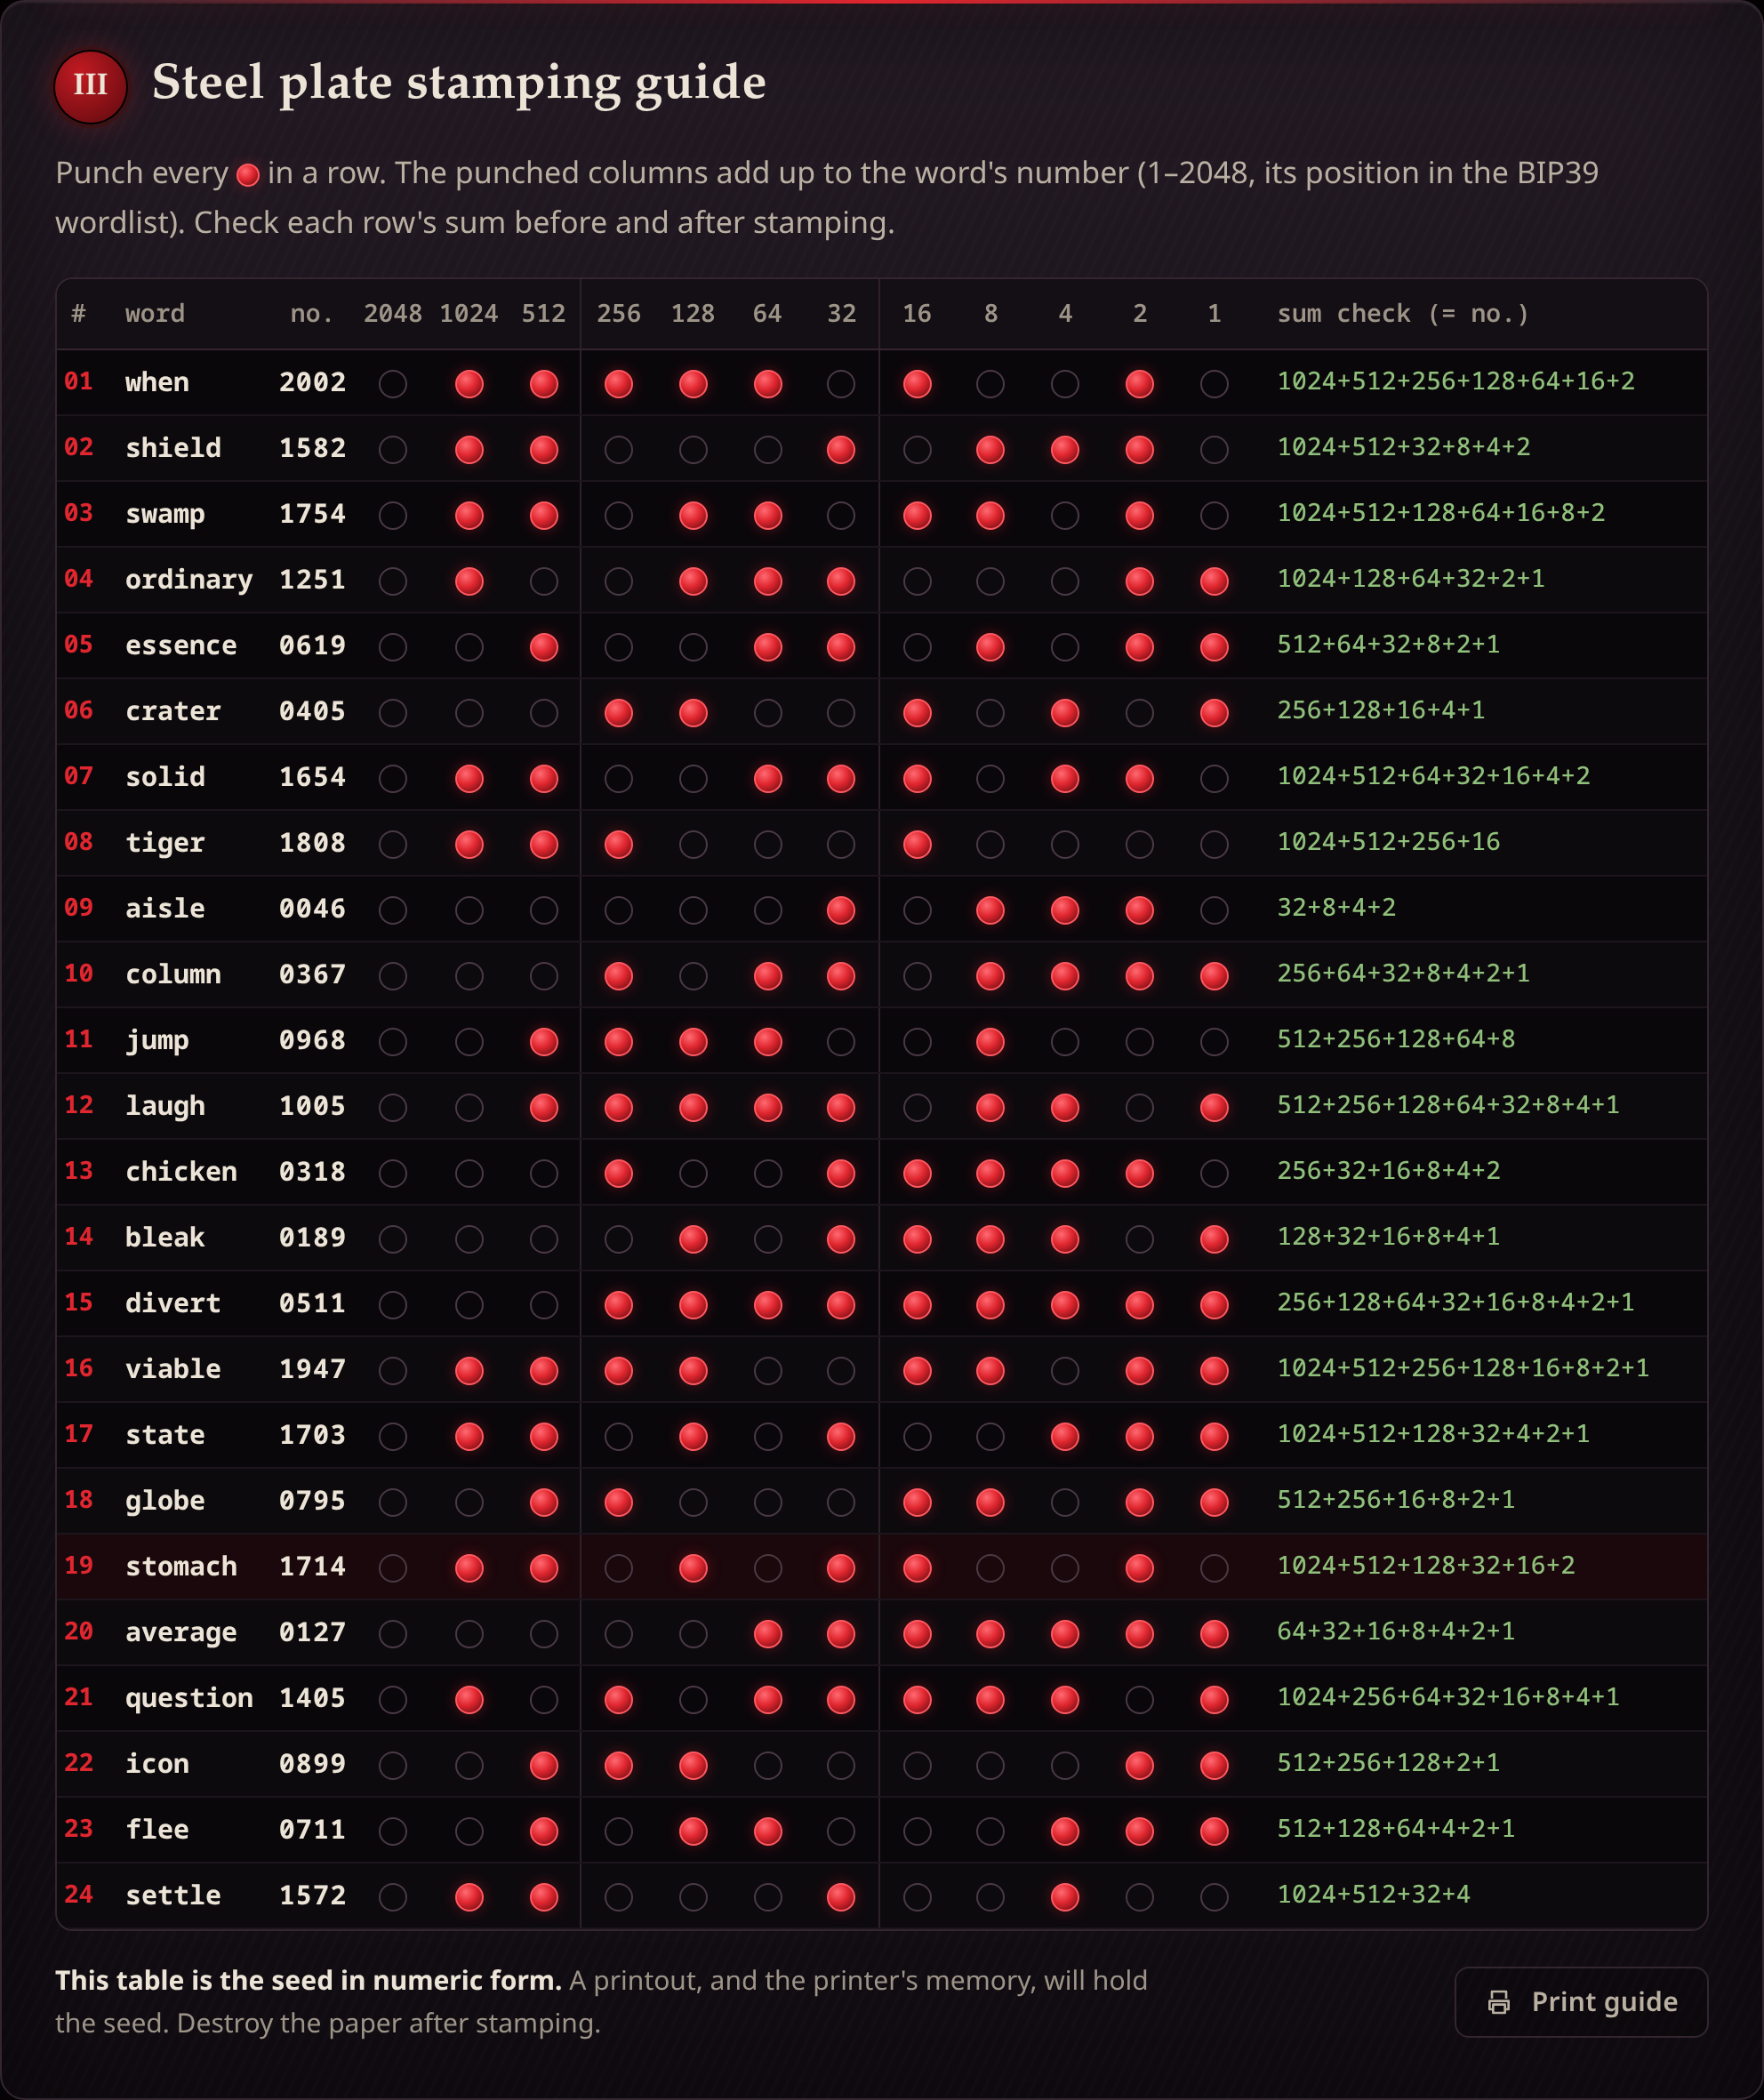 III
Steel plate stamping guide
Punch every in a row. The punched columns add up to the word's number (1–2048, its position in the BIP39
wordlist). Check each row's sum before and after stamping.
# word no. 2048 1024 512 256 128 64 32 16 8 4 2 1 sum check (= no.)
01 when 2002 1024+512+256+128+64+16+2
02 shield 1582 1024+512+32+8+4+2
03 swamp 1754 1024+512+128+64+16+8+2
04 ordinary 1251 1024+128+64+32+2+1
05 essence 0619 512+64+32+8+2+1
06 crater 0405 256+128+16+4+1
07 solid 1654 1024+512+64+32+16+4+2
08 tiger 1808 1024+512+256+16
09 aisle 0046 32+8+4+2
10 column 0367 256+64+32+8+4+2+1
11 jump 0968 512+256+128+64+8
12 laugh 1005 512+256+128+64+32+8+4+1
13 chicken 0318 256+32+16+8+4+2
14 bleak 0189 128+32+16+8+4+1
15 divert 0511 256+128+64+32+16+8+4+2+1
16 viable 1947 1024+512+256+128+16+8+2+1
17 state 1703 1024+512+128+32+4+2+1
18 globe 0795 512+256+16+8+2+1
19 stomach 1714 1024+512+128+32+16+2
20 average 0127 64+32+16+8+4+2+1
21 question 1405 1024+256+64+32+16+8+4+1
22 icon 0899 512+256+128+2+1
23 flee 0711 512+128+64+4+2+1
24 settle 1572 1024+512+32+4
This table is the seed in numeric form. A printout, and the printer's memory, will hold
the seed. Destroy the paper after stamping.
Print guide